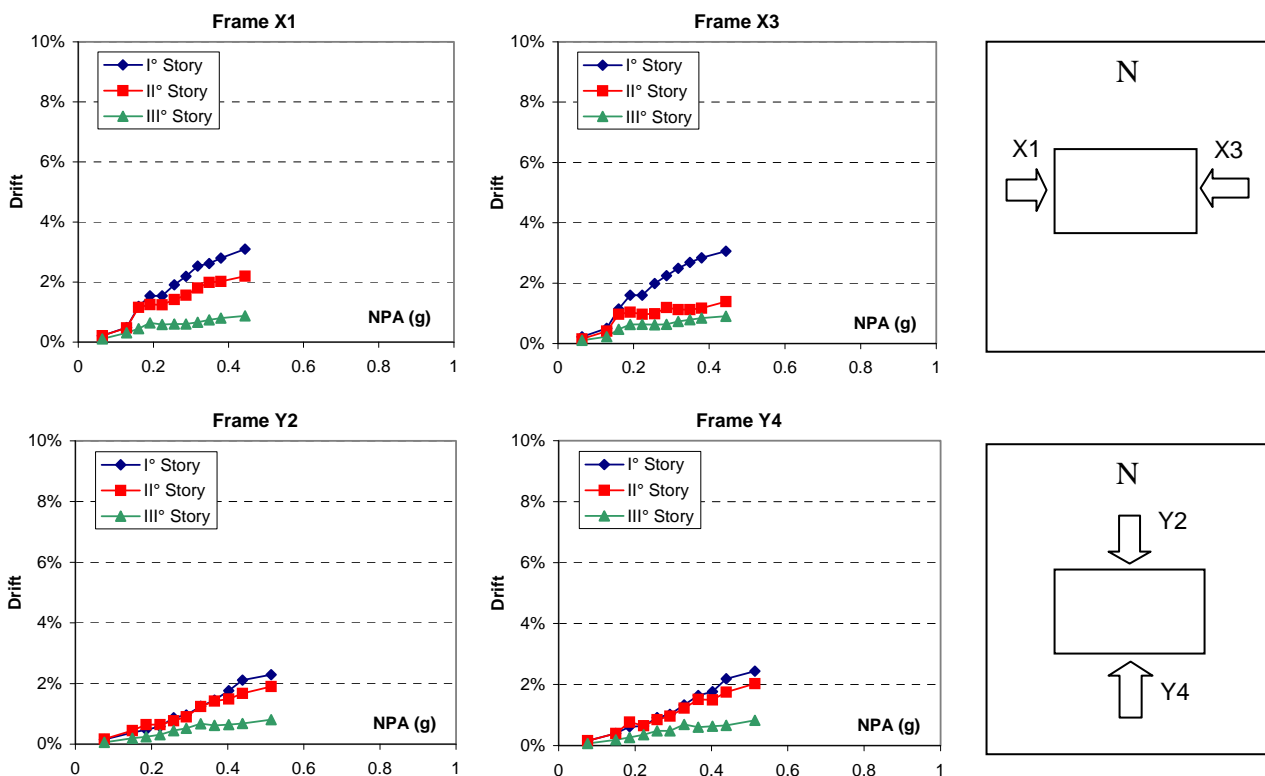 Frame X1
10%
8%
6%
4%
2%
0%
Drift
I° Story
II° Story
III° Story
NPA (g)
0 0.2 0.4 0.6 0.8 1
Frame X3
10%
8%
6%
4%
2%
0%
Drift
I° Story
II° Story
III° Story
NPA (g)
0 0.2 0.4 0.6 0.8 1
N
X1
X3
Frame Y2
10%
8%
6%
4%
2%
0%
Drift
I° Story
II° Story
III° Story
NPA (g)
0 0.2 0.4 0.6 0.8 1
Frame Y4
10%
8%
6%
4%
2%
0%
Drift
I° Story
II° Story
III° Story
NPA (g)
0 0.2 0.4 0.6 0.8 1
N
Y2
Y4